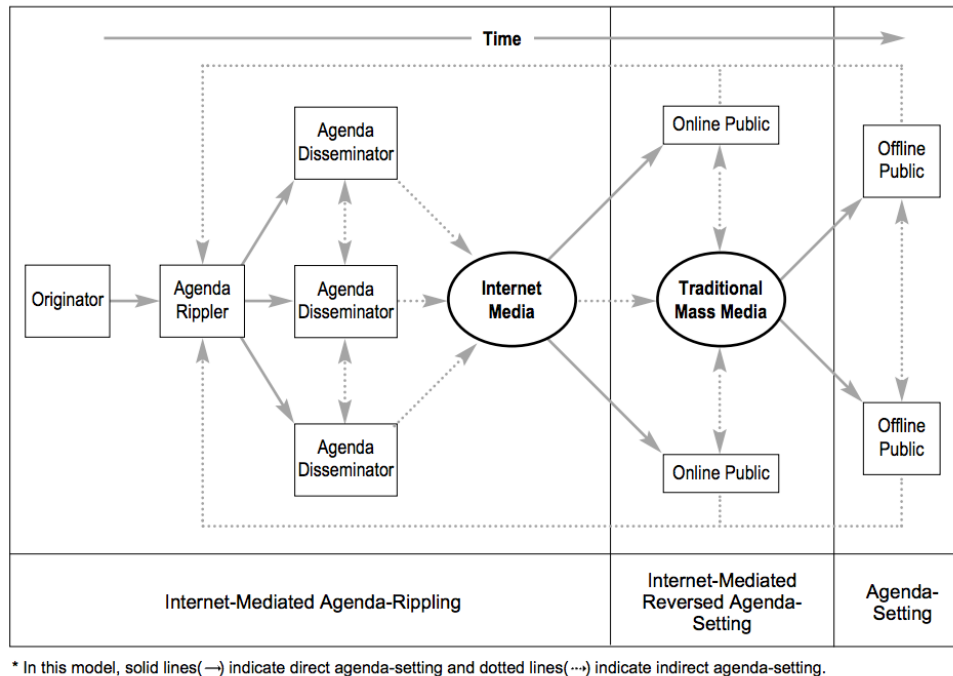 Time
Online Public
Agenda
Disseminator
Offline
Public
Originator
Agenda
Rippler
Agenda
Disseminator
Internet
Media
Traditional
Mass Media
Agenda
Disseminator
Online Public
Offline
Public
Internet-Mediated Agenda-Rippling
Internet-Mediated
Reversed Agenda-
Setting
Agenda-
Setting
* In this model, solid lines(→) indicate direct agenda-setting and dotted lines(⤑) indicate indirect agenda-setting.